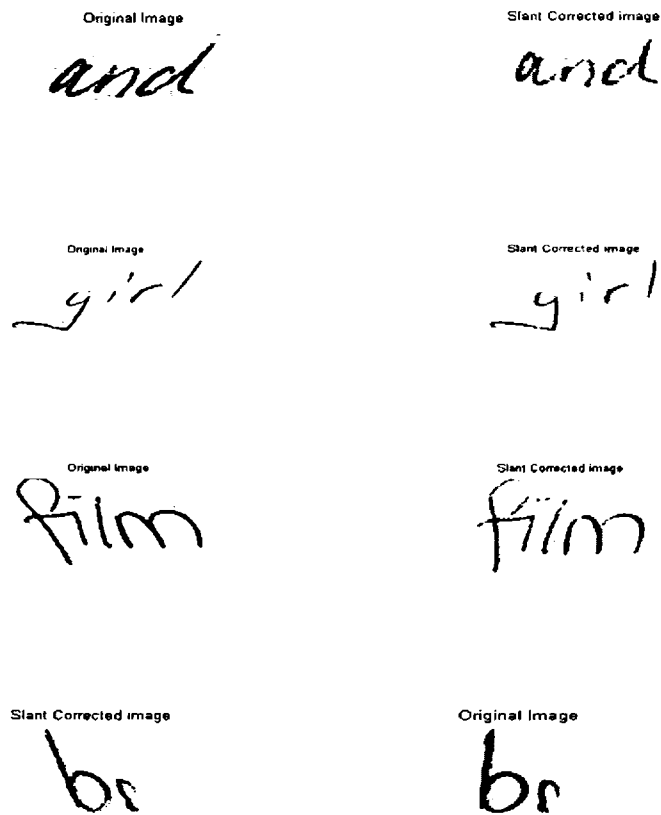 Original Image Slant Corrected image
and and
Original Image Slant Corrected image
girl girl
Original Image Slant Corrected image
film film
Slant Corrected image Original Image
br br